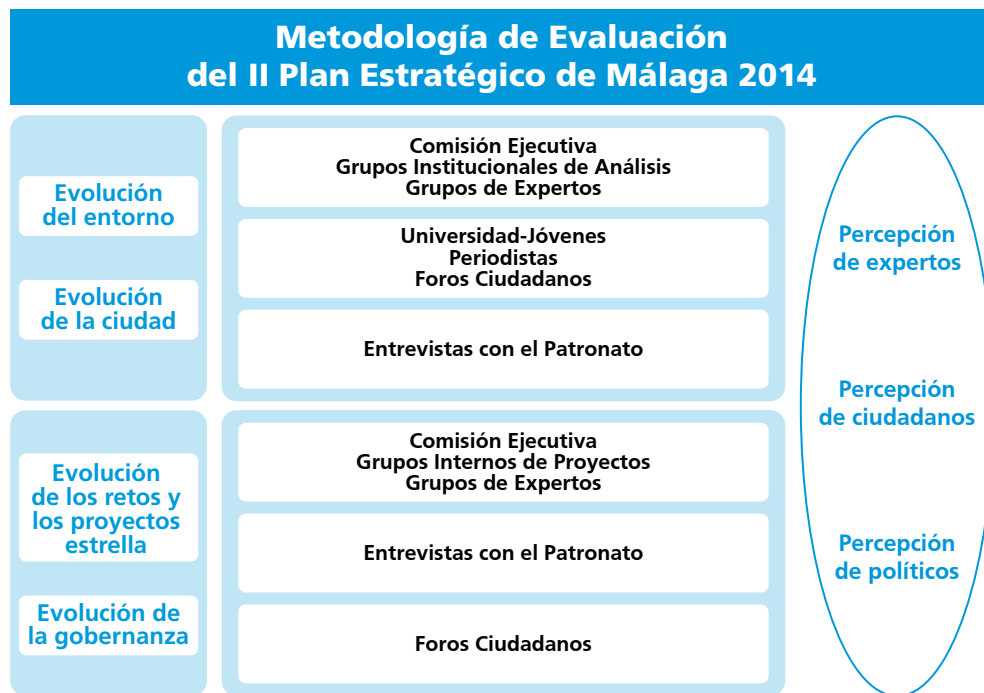 Metodología de Evaluación
del II Plan Estratégico de Málaga 2014
Evolución
del entorno
Evolución
de la ciudad
Comisión Ejecutiva
Grupos Institucionales de Análisis
Grupos de Expertos
Universidad-Jóvenes
Periodistas
Foros Ciudadanos
Entrevistas con el Patronato
Evolución
de los retos y
los proyectos
estrella
Evolución de
la gobernanza
Comisión Ejecutiva
Grupos Internos de Proyectos
Grupos de Expertos
Entrevistas con el Patronato
Foros Ciudadanos
Percepción
de expertos
Percepción
de ciudadanos
Percepción
de políticos